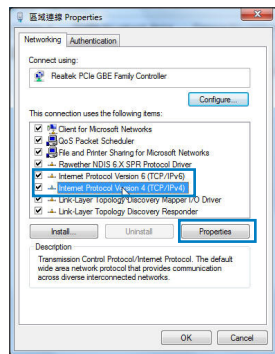 區域連線 Properties
Networking Authentication
Connect using:
Realtek PCIe GBE Family Controller
Configure...
This connection uses the following items:
Client for Microsoft Networks
QoS Packet Scheduler
File and Printer Sharing for Microsoft Networks
Rawether NDIS 6.X SPR Protocol Driver
Internet Protocol Version 6 (TCP/IPv6)
Internet Protocol Version 4 (TCP/IPv4)
Link-Layer Topology Discovery Mapper I/O Driver
Link-Layer Topology Discovery Responder
Install... Uninstall Properties
Description
Transmission Control Protocol/Internet Protocol. The default
wide area network protocol that provides communication
across diverse interconnected networks.
OK Cancel